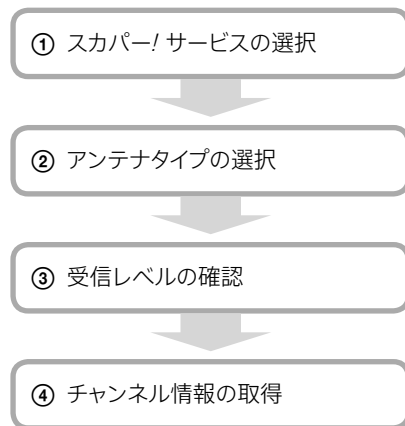 ① スカパー! サービスの選択
② アンテナタイプの選択
③ 受信レベルの確認
④ チャンネル情報の取得